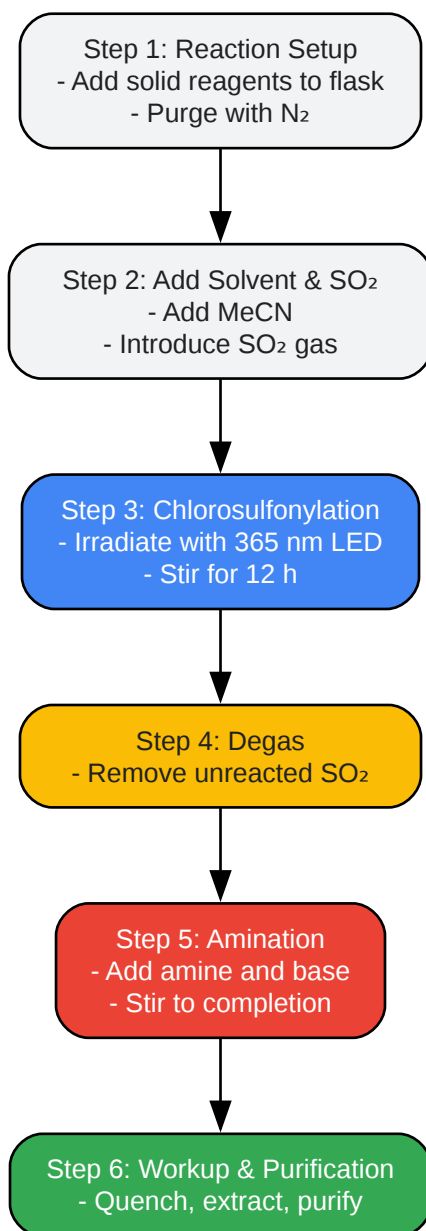 Step 1: Reaction Setup
- Add solid reagents to flask
- Purge with N₂
Step 2: Add Solvent & SO₂
- Add MeCN
- Introduce SO₂ gas
Step 3: Chlorosulfonylation
- Irradiate with 365 nm LED
- Stir for 12 h
Step 4: Degas
- Remove unreacted SO₂
Step 5: Amination
- Add amine and base
- Stir to completion
Step 6: Workup & Purification
- Quench, extract, purify